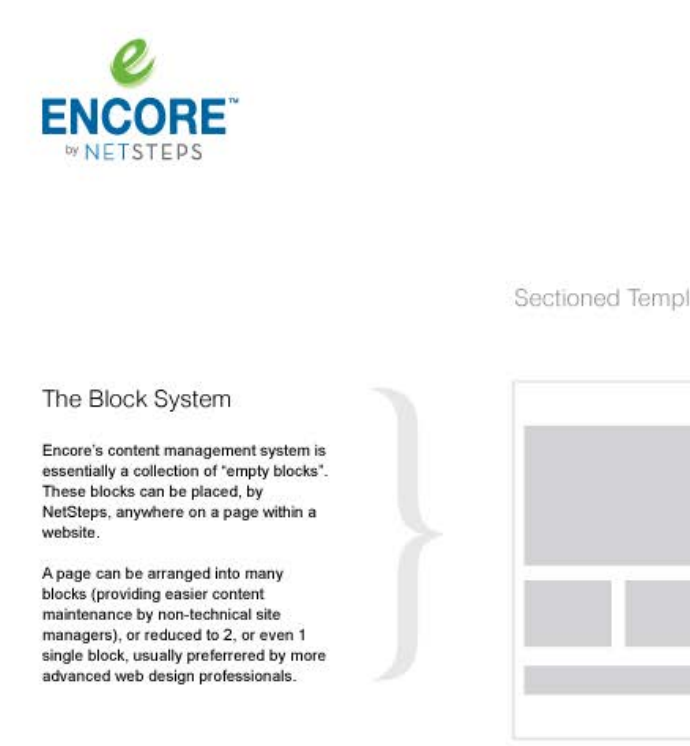 ENCORE™
by NETSTEPS
Sectioned Templ
The Block System
Encore's content management system is
essentially a collection of "empty blocks".
These blocks can be placed, by
NetSteps, anywhere on a page within a
website.
A page can be arranged into many
blocks (providing easier content
maintenance by non-technical site
managers), or reduced to 2, or even 1
single block, usually preferrered by more
advanced web design professionals.